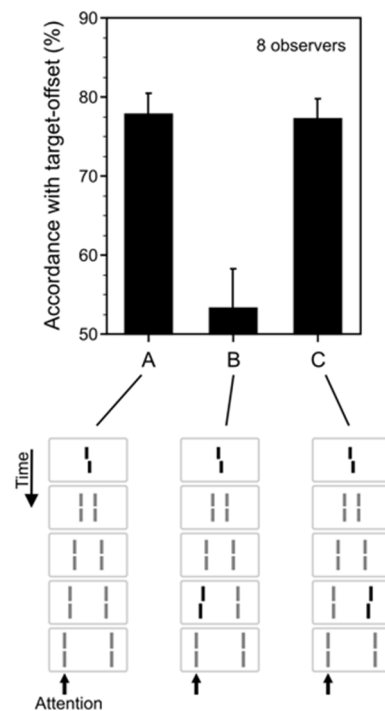 90
8 observers
80
70
60
50
Accordance with target-offset (%)
A B C
Time
Attention